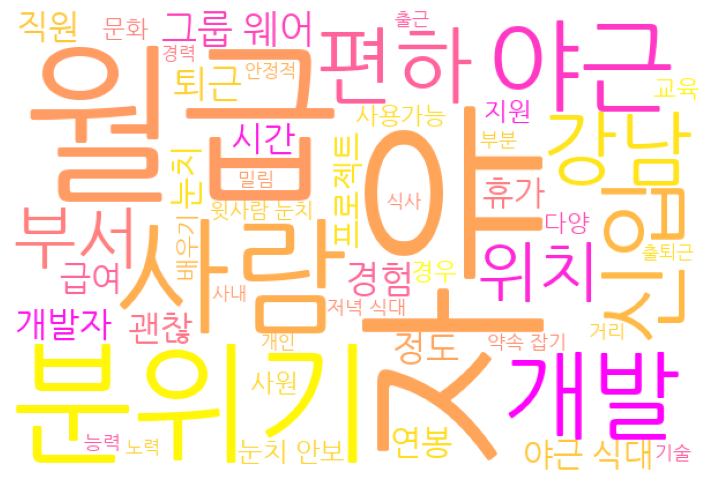 직원
문화
그룹 웨어
편하
출근
야근
월급
경력
퇴근
안정적
사용가능
지원
교육
시간
부분
강남
눈치
밀림
프로젝트
식사
휴가
신입
부서
배우기
윗사람 눈치
사람
다양
급여
경험
경우
위치
출퇴근
사내
저녁 식대
개발자
괜찮
개인
정도
약속 잡기
거리
분위기
사원
개발
연봉
능력
노력
눈치 안보
야근 식대
기술